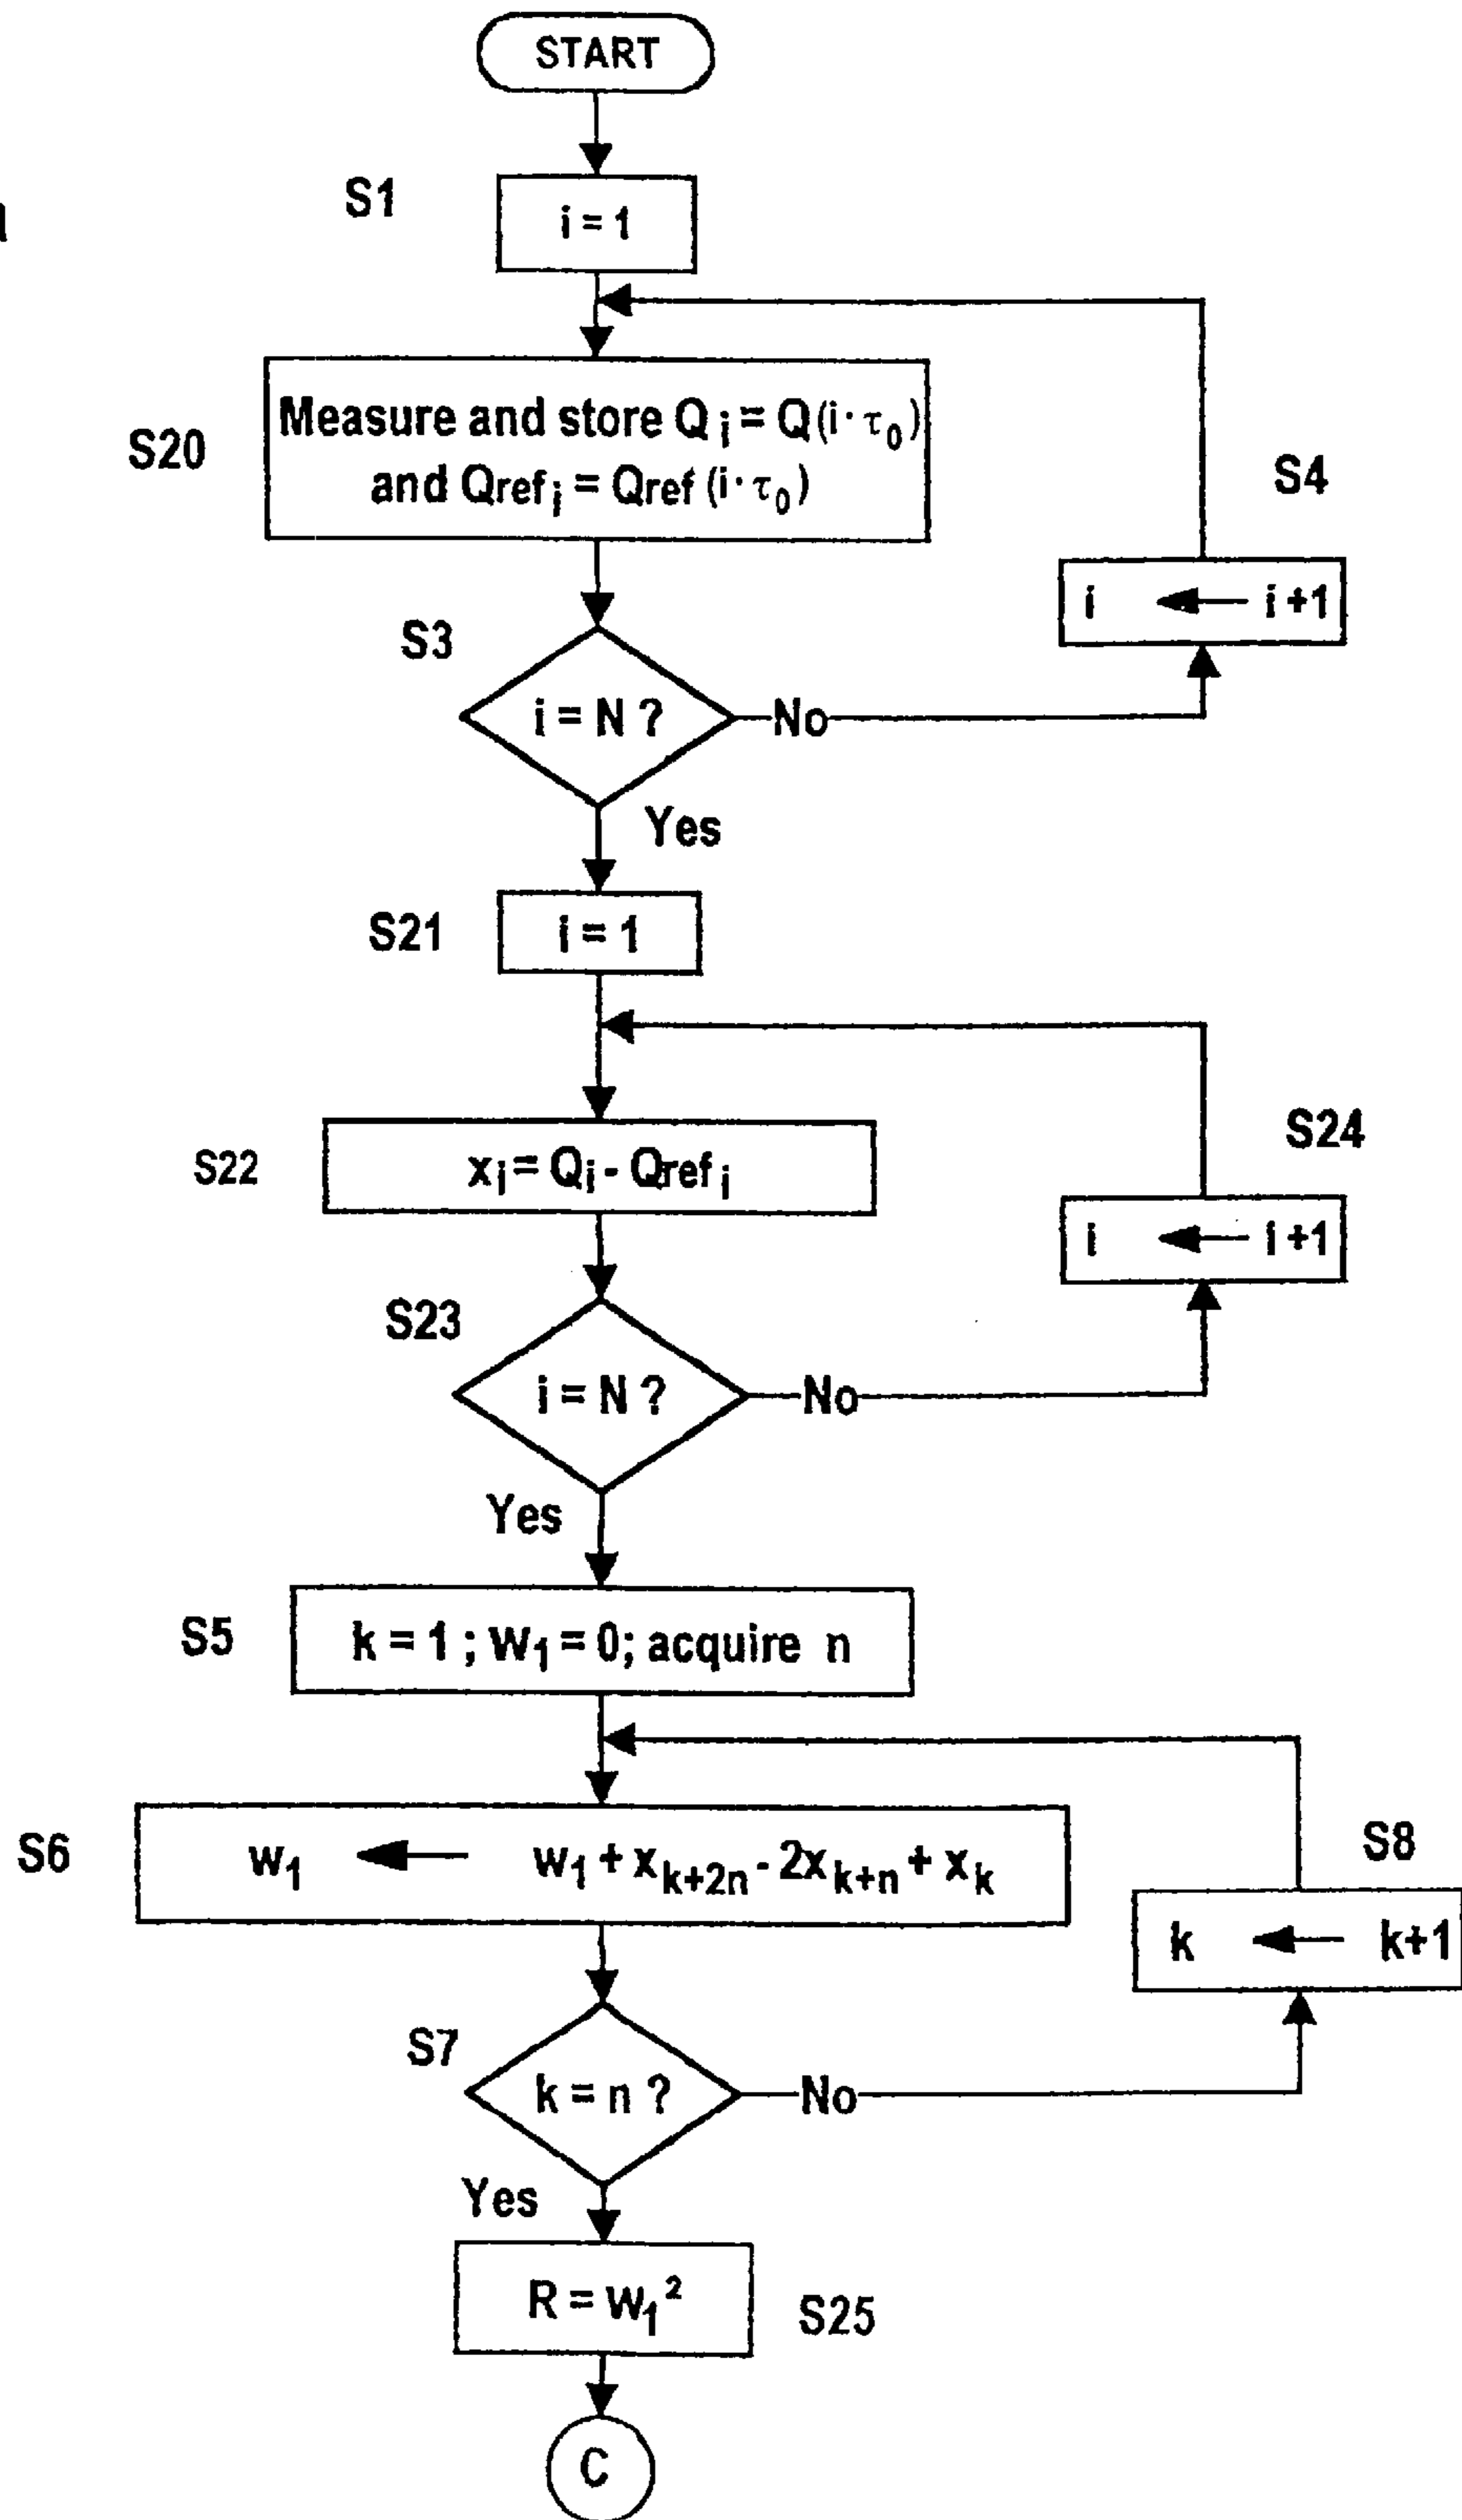 START
S1
i = 1
S20
Measure and store Q i = Q (i · τ0)
and Qref i = Qref (i · τ0)
S4
i ← i+1
S3
i = N ?
No
Yes
S21
i = 1
S22
xi = Qi - Qref i
S24
i ← i+1
S23
i = N ?
No
Yes
S5
k = 1 ; w1 = 0; acquire n
S6
w1 ← w1 + xk+2n - 2xk+n + xk
S8
k ← k+1
S7
k = n ?
No
Yes
R = w1²
S25
C